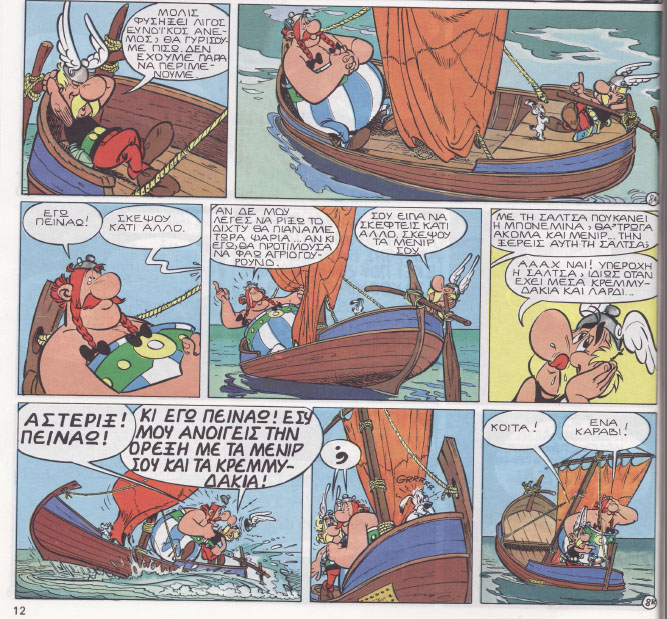 ΜΟΛΙΣ
ΦΥΣΗΞΕΙ ΛΙΓΟΣ
ΕΥΝΟΪΚΟΣ ΑΝΕ-
ΜΟΣ, ΘΑ ΓΥΡΙΣΟΥ-
ΜΕ ΠΙΣΩ. ΔΕΝ
ΕΧΟΥΜΕ ΠΑΡΑ
ΝΑ ΠΕΡΙΜΕ-
ΝΟΥΜΕ
ΕΓΩ
ΠΕΙΝΑΩ!
ΣΚΕΨΟΥ
ΚΑΤΙ ΑΛΛΟ.
ΑΝ ΔΕ ΜΟΥ
ΛΕΓΕΣ ΝΑ ΡΙΞΩ ΤΟ
ΔΙΧΤΥ ΘΑ ΠΙΑΝΑΜΕ
ΤΩΡΑ ΨΑΡΙΑ... ΑΝ ΚΙ
ΕΓΩ, ΘΑ ΠΡΟΤΙΜΟΥΣΑ
ΝΑ ΦΑΩ ΑΓΡΙΟΓΟΥ-
ΡΟΥΝΟ.
ΣΟΥ ΕΙΠΑ ΝΑ
ΣΚΕΦΤΕΙΣ ΚΑΤΙ
ΑΛΛΟ. ΣΚΕΨΟΥ
ΤΑ ΜΕΝΙΡ
ΣΟΥ.
ΜΕ ΤΗ ΣΑΛΤΣΑ ΠΟΥ ΚΑΝΕΙ
Η ΜΠΟΝΕΜΙΝΑ, ΘΑ 'ΤΡΩΓΑ
ΑΚΟΜΑ ΚΑΙ ΜΕΝΙΡ... ΤΗΝ
ΞΕΡΕΙΣ ΑΥΤΗ ΤΗ ΣΑΛΤΣΑ;
ΑΑΑΧ ΝΑΙ! ΥΠΕΡΟΧΗ
Η ΣΑΛΤΣΑ, ΙΔΙΩΣ ΟΤΑΝ
ΕΧΕΙ ΜΕΣΑ ΚΡΕΜΜΥ-
ΔΑΚΙΑ ΚΑΙ ΛΑΡΔΙ...
ΑΣΤΕΡΙΞ!
ΠΕΙΝΑΩ!
ΚΙ ΕΓΩ ΠΕΙΝΑΩ! ΕΣΥ
ΜΟΥ ΑΝΟΙΓΕΙΣ ΤΗΝ
ΟΡΕΞΗ ΜΕ ΤΑ ΜΕΝΙΡ
ΣΟΥ ΚΑΙ ΤΑ ΚΡΕΜΜΥ-
ΔΑΚΙΑ!
;
GRRRR
ΚΟΙΤΑ!
ΕΝΑ
ΚΑΡΑΒΙ!
12